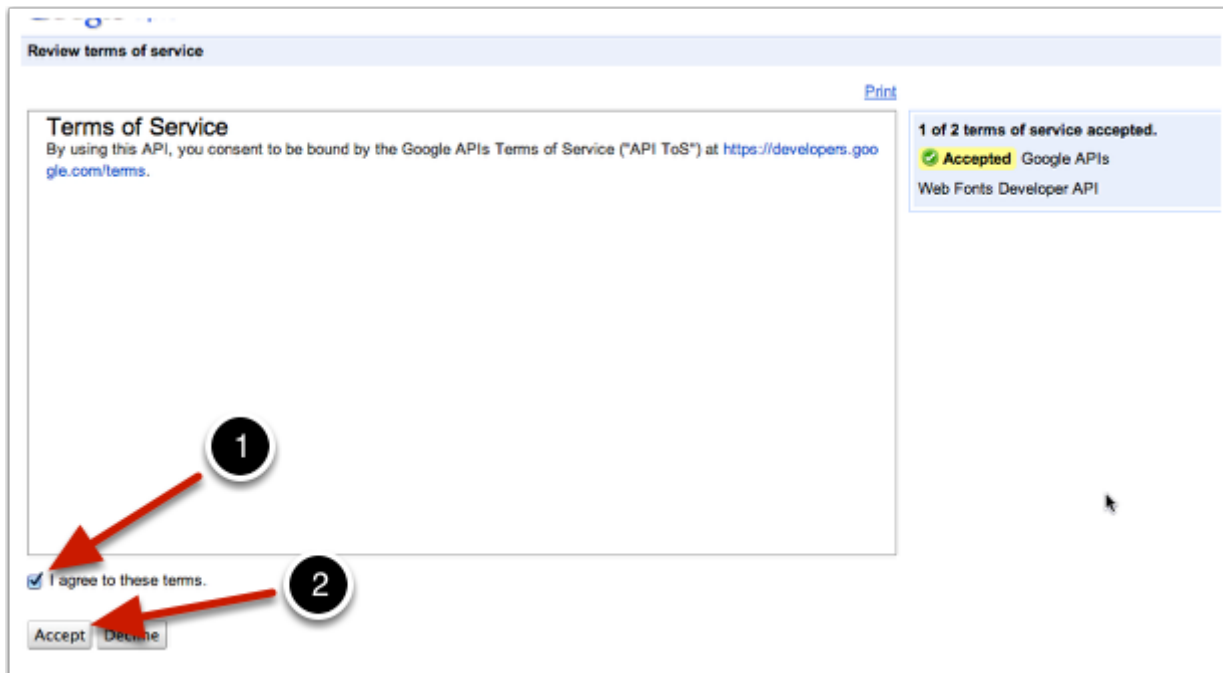 Review terms of service
Print
Terms of Service
By using this API, you consent to be bound by the Google APIs Terms of Service ("API ToS") at https://developers.goo
gle.com/terms.
1 of 2 terms of service accepted.
Accepted Google APIs
Web Fonts Developer API
1
I agree to these terms.
2
Accept Decline